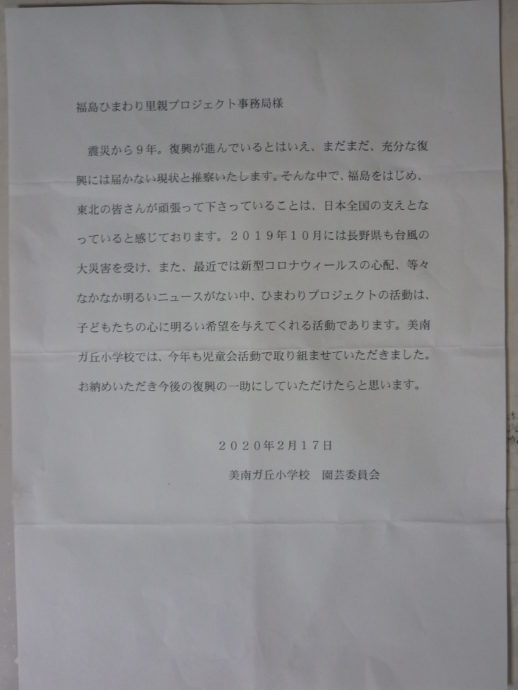 福島ひまわり里親プロジェクト事務局様
震災から９年。復興が進んでいるとはいえ、まだまだ、充分な復
興には届かない現状と推察いたします。そんな中で、福島をはじめ、
東北の皆さんが頑張って下さっていることは、日本全国の支えとな
っていると感じております。２０１９年１０月には長野県も台風の
大災害を受け、また、最近では新型コロナウィールスの心配、等々
なかなか明るいニュースがない中、ひまわりプロジェクトの活動は、
子どもたちの心に明るい希望を与えてくれる活動であります。美南
ガ丘小学校では、今年も児童会活動で取り組ませていただきました。
お納めいただき今後の復興の一助にしていただけたらと思います。
２０２０年２月１７日
美南ガ丘小学校　園芸委員会